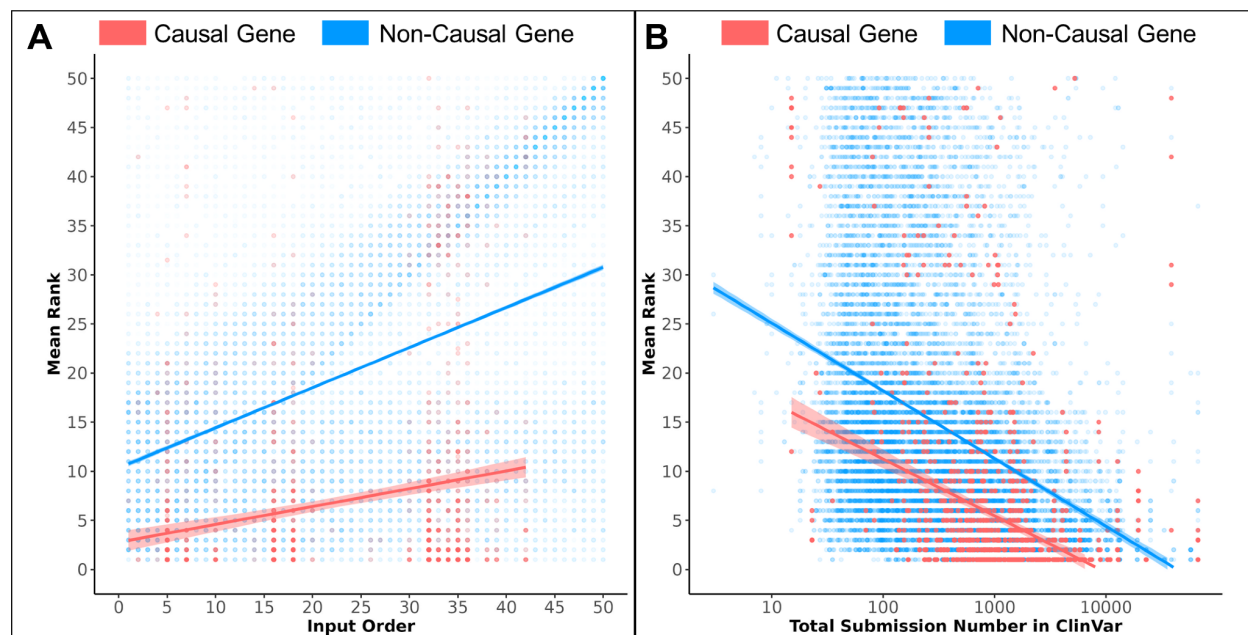 A
Causal Gene
Non-Causal Gene
Mean Rank
50
45
40
35
30
25
20
15
10
5
0
0 5 10 15 20 25 30 35 40 45 50
Input Order
B
Causal Gene
Non-Causal Gene
Mean Rank
50
45
40
35
30
25
20
15
10
5
0
10 100 1000 10000
Total Submission Number in ClinVar